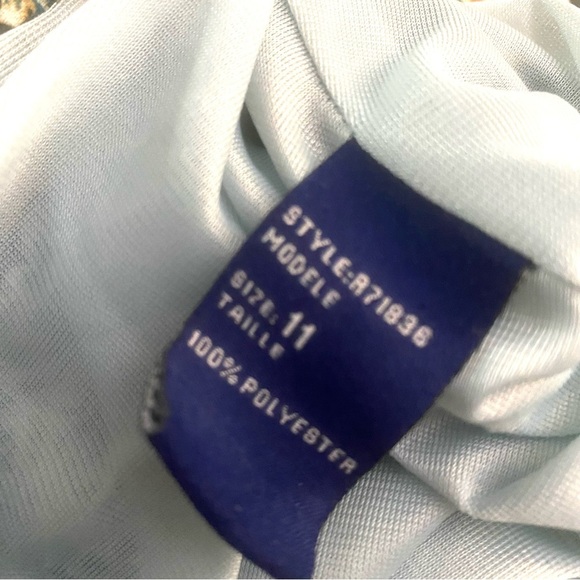 STYLE:A71836
MODELE
SIZE: 11
TAILLE
100% POLYESTER